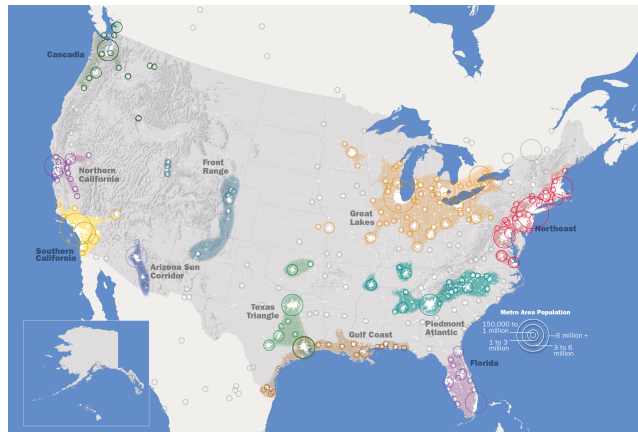 Cascadia
Northern
California
Front
Range
Great
Lakes
Northeast
Southern
California
Arizona Sun
Corridor
Texas
Triangle
Gulf Coast
Piedmont
Atlantic
Metro Area Population
150,000 to
1 million
6 million +
1 to 3
million
3 to 6
million
Florida